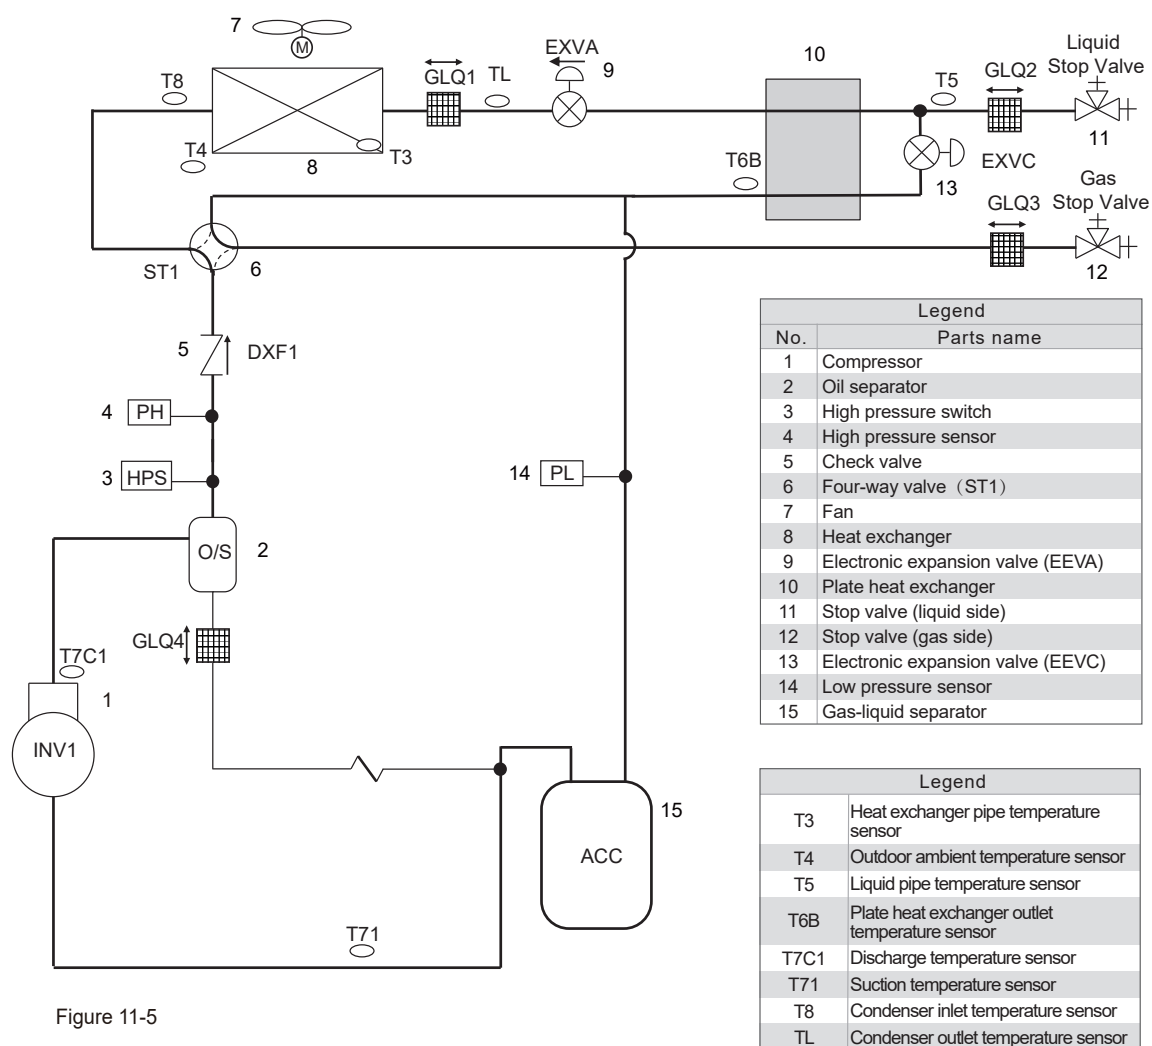 7
M
EXVA
9
10
Liquid
Stop Valve
T8
GLQ1
TL
T5
GLQ2
11
T4
8
T3
T6B
13
EXVC
Gas
Stop Valve
GLQ3
12
ST1
6
5
DXF1
4
PH
3
HPS
14
PL
O/S
2
GLQ4
T7C1
1
INV1
15
ACC
T71
Figure 11-5
Legend
No. Parts name
1 Compressor
2 Oil separator
3 High pressure switch
4 High pressure sensor
5 Check valve
6 Four-way valve（ST1）
7 Fan
8 Heat exchanger
9 Electronic expansion valve (EEVA)
10 Plate heat exchanger
11 Stop valve (liquid side)
12 Stop valve (gas side)
13 Electronic expansion valve (EEVC)
14 Low pressure sensor
15 Gas-liquid separator
Legend
T3 Heat exchanger pipe temperature
sensor
T4 Outdoor ambient temperature sensor
T5 Liquid pipe temperature sensor
T6B Plate heat exchanger outlet
temperature sensor
T7C1 Discharge temperature sensor
T71 Suction temperature sensor
T8 Condenser inlet temperature sensor
TL Condenser outlet temperature sensor